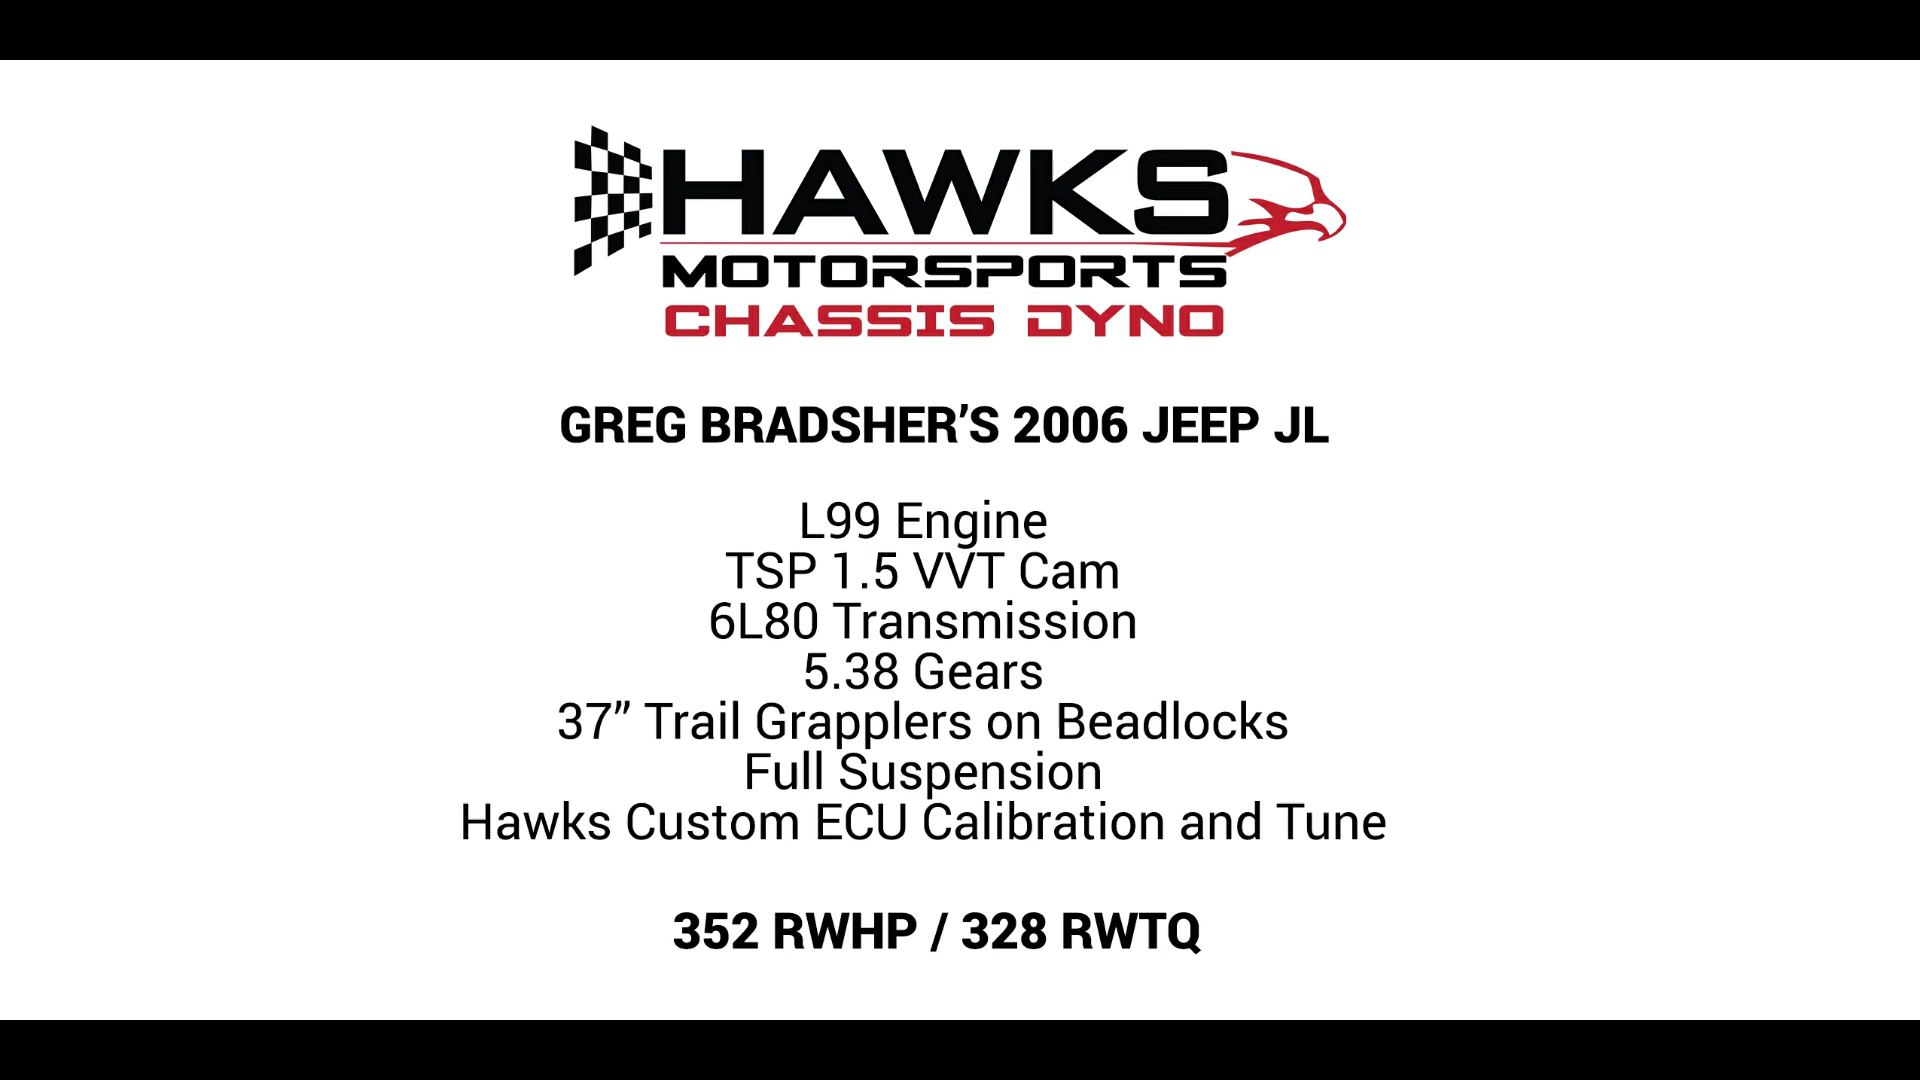 HAWKS
MOTORSPORTS
CHASSIS DYNO
GREG BRADSHER’S 2006 JEEP JL
L99 Engine
TSP 1.5 VVT Cam
6L80 Transmission
5.38 Gears
37” Trail Grapplers on Beadlocks
Full Suspension
Hawks Custom ECU Calibration and Tune
352 RWHP / 328 RWTQ